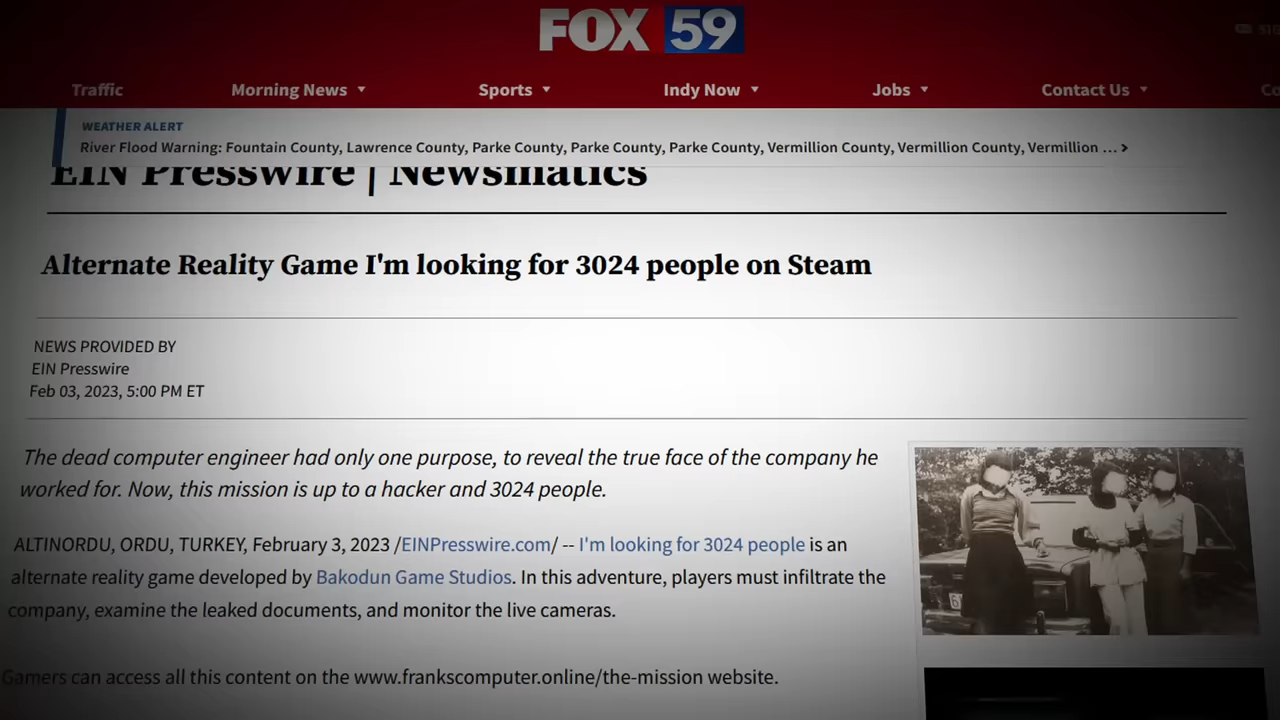 FOX 59
Traffic Morning News Sports Indy Now Jobs Contact Us
WEATHER ALERT
River Flood Warning: Fountain County, Lawrence County, Parke County, Parke County, Parke County, Vermillion County, Vermillion County, Vermillion ... >
EIN Presswire | Newsmatics
Alternate Reality Game I'm looking for 3024 people on Steam
NEWS PROVIDED BY
EIN Presswire
Feb 03, 2023, 5:00 PM ET
The dead computer engineer had only one purpose, to reveal the true face of the company he
worked for. Now, this mission is up to a hacker and 3024 people.
ALTINORDU, ORDU, TURKEY, February 3, 2023 /EINPresswire.com/ -- I'm looking for 3024 people is an
alternate reality game developed by Bakodun Game Studios. In this adventure, players must infiltrate the
company, examine the leaked documents, and monitor the live cameras.
Gamers can access all this content on the www.frankscomputer.online/the-mission website.